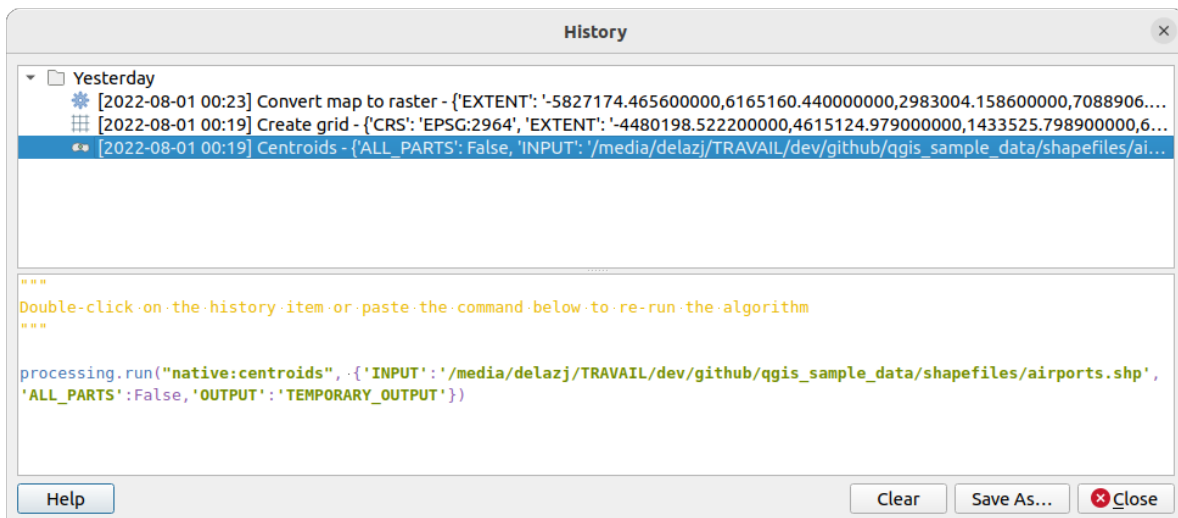 History
Yesterday
[2022-08-01 00:23] Convert map to raster - {'EXTENT': '-5827174.465600000,6165160.440000000,2983004.158600000,7088906....
[2022-08-01 00:19] Create grid - {'CRS': 'EPSG:2964', 'EXTENT': '-4480198.522200000,4615124.979000000,1433525.798900000,6...
[2022-08-01 00:19] Centroids - {'ALL_PARTS': False, 'INPUT': '/media/delazj/TRAVAIL/dev/github/qgis_sample_data/shapefiles/ai...
"""
Double-click·on·the·history·item·or·paste·the·command·below·to·re-run·the·algorithm
"""
processing.run("native:centroids",·{'INPUT':'/media/delazj/TRAVAIL/dev/github/qgis_sample_data/shapefiles/airports.shp',
'ALL_PARTS':False,'OUTPUT':'TEMPORARY_OUTPUT'})
Help Clear Save As... Close